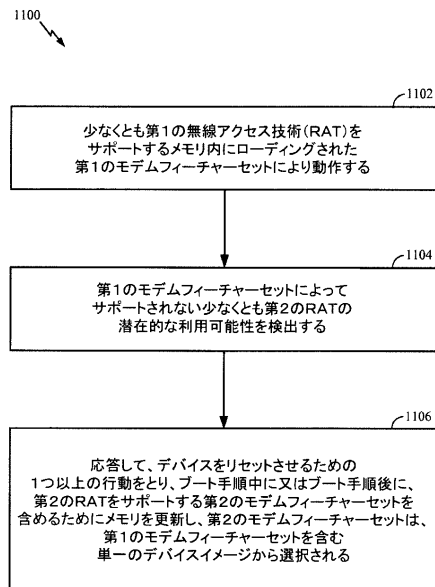 1100
1102
少なくとも第1の無線アクセス技術(RAT)を
サポートするメモリ内にローディングされた
第1のモデムフィーチャーセットにより動作する
1104
第1のモデムフィーチャーセットによって
サポートされない少なくとも第2のRATの
潜在的な利用可能性を検出する
1106
応答して、デバイスをリセットさせるための
1つ以上の行動をとり、ブート手順中に又はブート手順後に、
第2のRATをサポートする第2のモデムフィーチャーセットを
含めるためにメモリを更新し、第2のモデムフィーチャーセットは、
第1のモデムフィーチャーセットを含む
単一のデバイスイメージから選択される